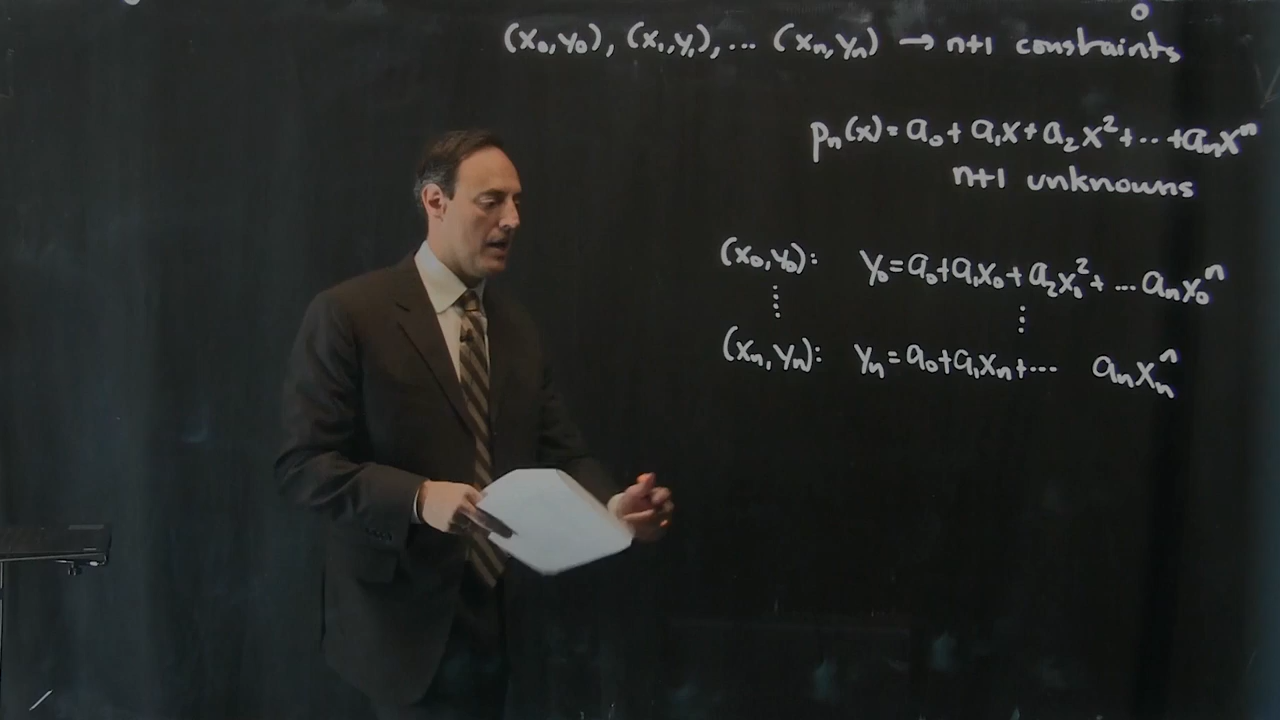 (x₀,y₀), (x₁,y₁), ... (xₙ,yₙ) → n+1 constraints
pₙ(x)= a₀+ a₁x+ a₂x²+ .. +aₙxⁿ
n+1 unknowns
(x₀,y₀): y₀=a₀+a₁x₀+ a₂x₀²+ ... aₙx₀ⁿ
⋮ ⋮
(xₙ,yₙ): yₙ=a₀+a₁xₙ+... aₙxₙⁿ